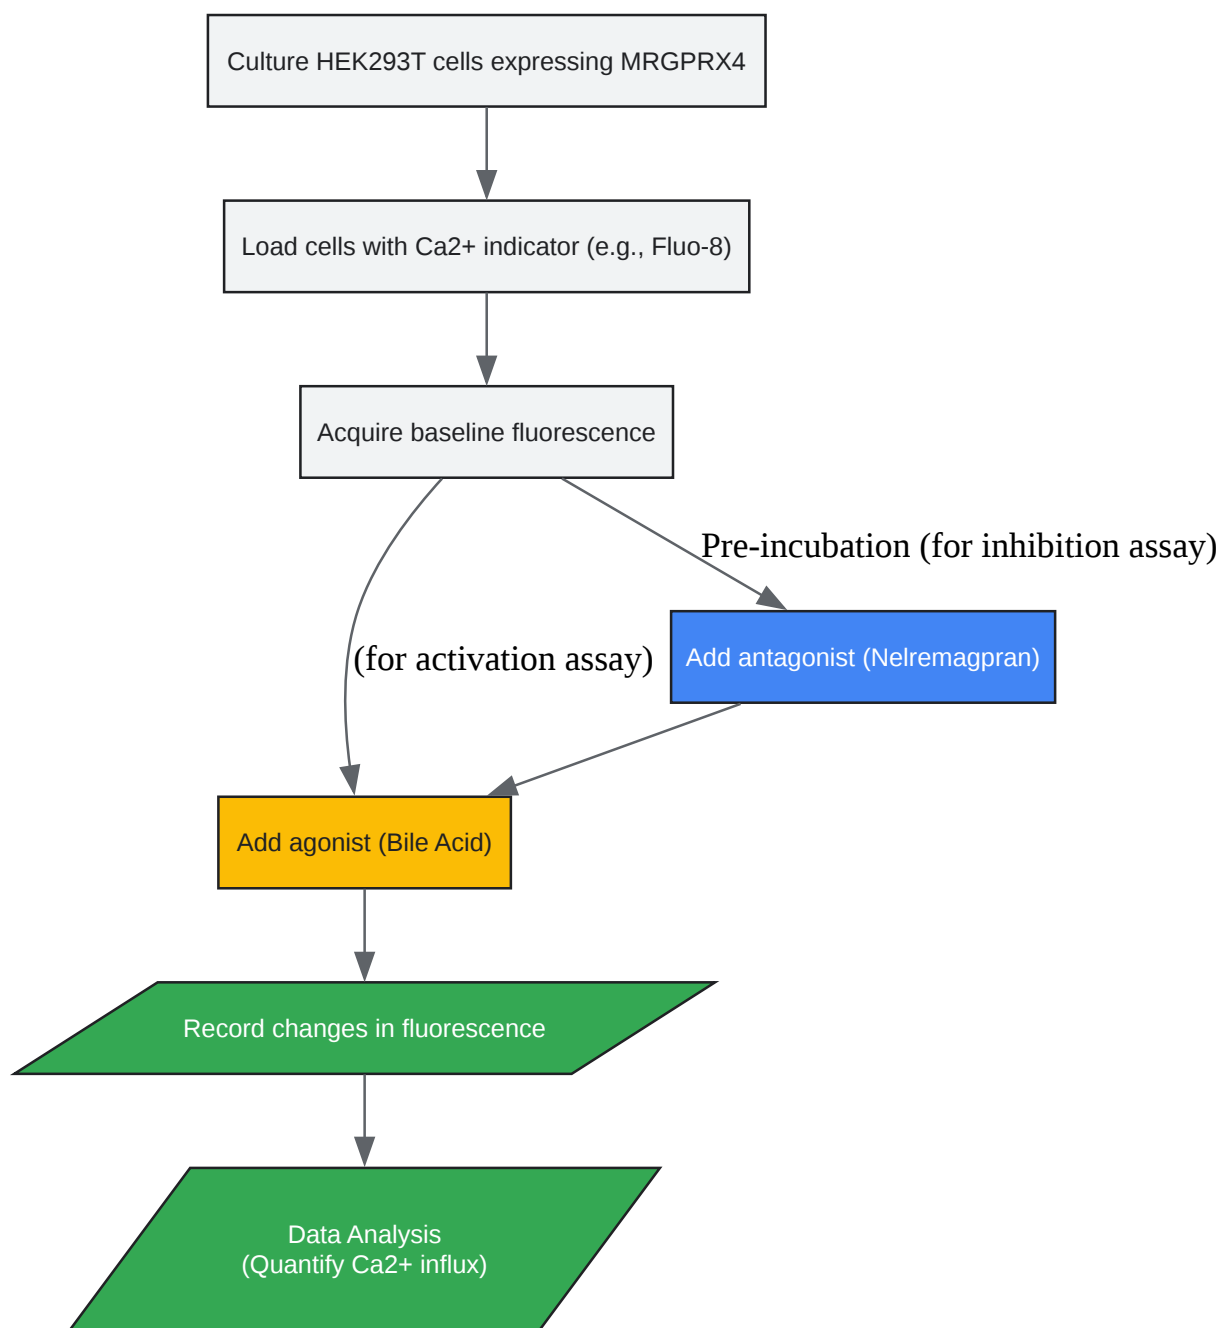 Culture HEK293T cells expressing MRGPRX4
Load cells with Ca2+ indicator (e.g., Fluo-8)
Acquire baseline fluorescence
Pre-incubation (for inhibition assay)
(for activation assay)
Add antagonist (Nelremagpran)
Add agonist (Bile Acid)
Record changes in fluorescence
Data Analysis
(Quantify Ca2+ influx)